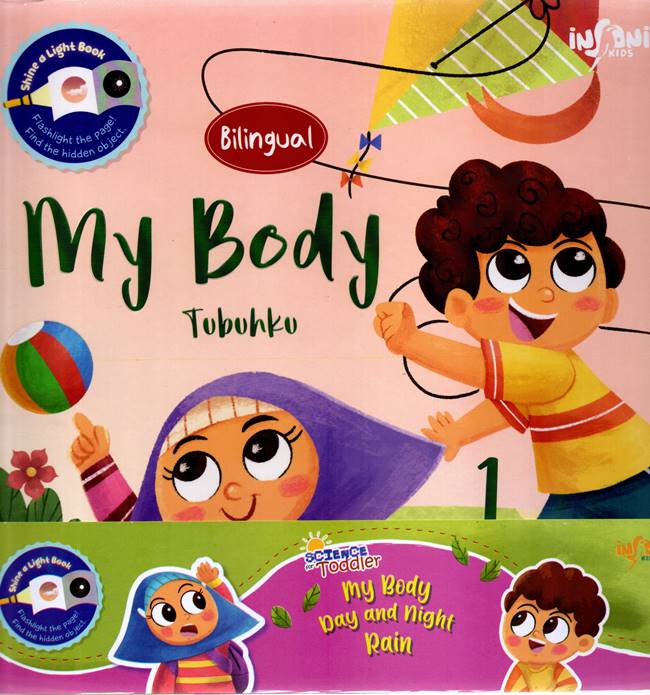 Shine a Light Book
Flashlight the page!
Find the hidden object.
iNSANi
KIDS
Bilingual
My Body
Tubuhku
1
Shine a Light Book
Flashlight the page!
Find the hidden object.
SCIENCE
for Toddler
My Body
Day and Night
Rain